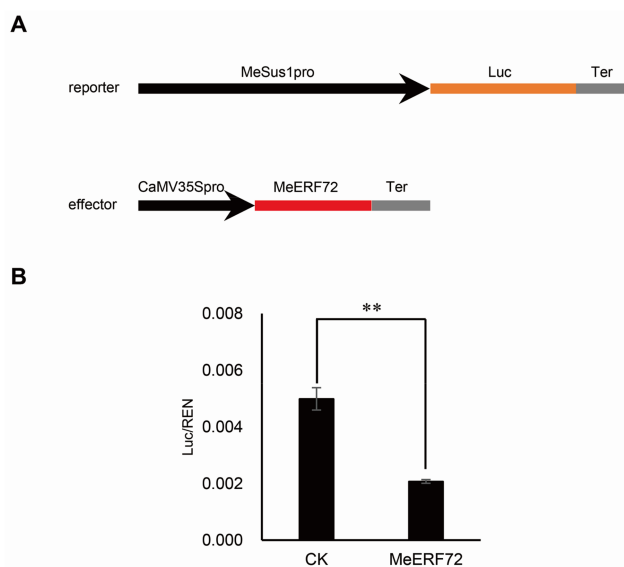 A
MeSus1pro Luc Ter
reporter
CaMV35Spro MeERF72 Ter
effector
B
**
0.008
0.006
0.004
0.002
0.000
Luc/REN
CK MeERF72